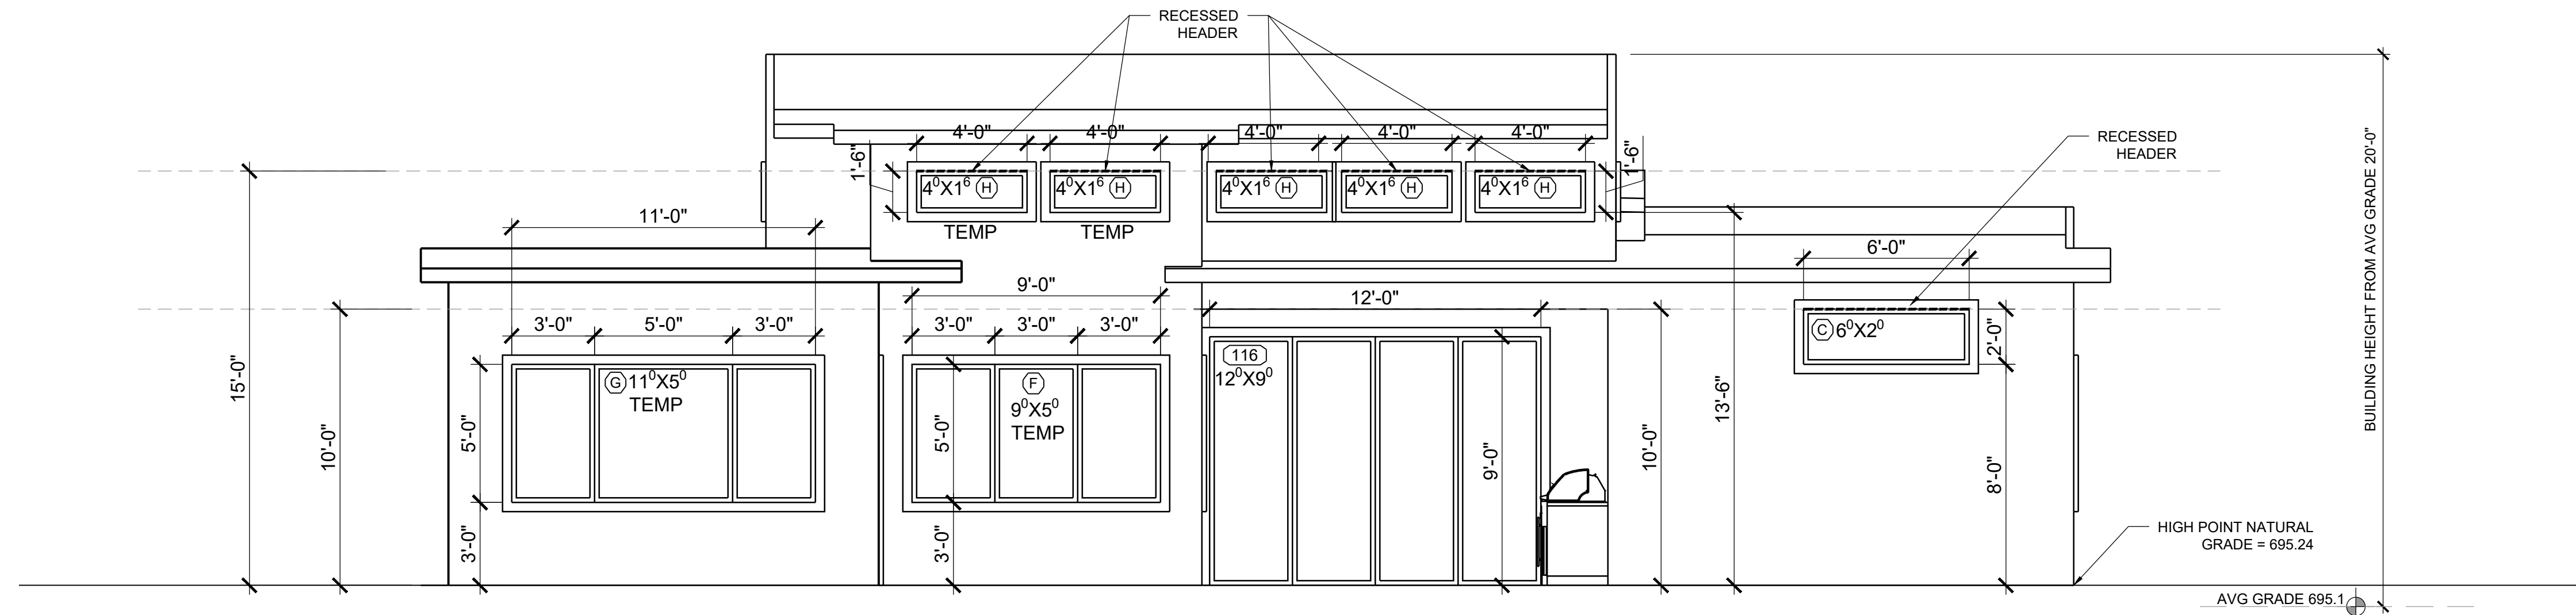 RECESSED
HEADER
RECESSED
HEADER
4'-0" 4'-0" 4'-0" 4'-0" 4'-0"
1'-6" 1'-6"
4⁰X1⁶ H 4⁰X1⁶ H 4⁰X1⁶ H 4⁰X1⁶ H 4⁰X1⁶ H
TEMP TEMP
11'-0"
6'-0"
9'-0"
12'-0"
3'-0" 5'-0" 3'-0"
3'-0" 3'-0" 3'-0"
C 6⁰X2⁰
2'-0"
116
12⁰X9⁰
G 11⁰X5⁰
TEMP
F
9⁰X5⁰
TEMP
15'-0"
10'-0"
5'-0"
3'-0"
5'-0"
3'-0"
9'-0"
10'-0"
13'-6"
8'-0"
BUILDING HEIGHT FROM AVG GRADE 20'-0"
HIGH POINT NATURAL
GRADE = 695.24
AVG GRADE 695.1